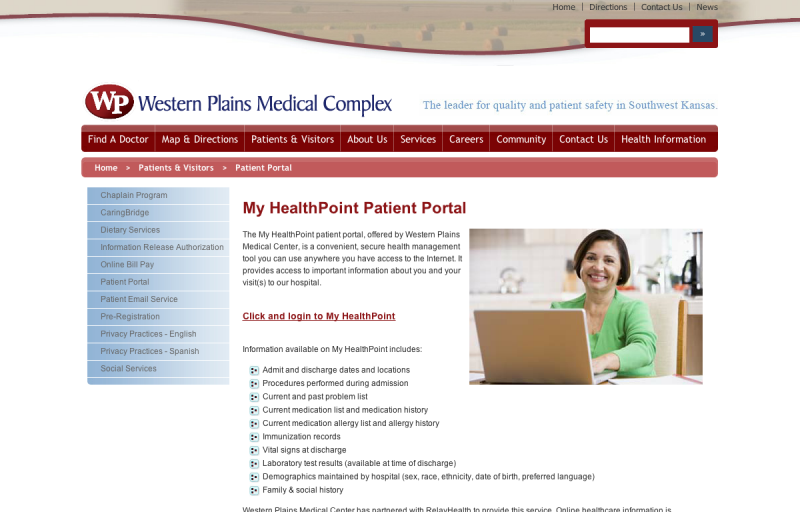 Home | Directions | Contact Us | News
»
WP Western Plains Medical Complex
The leader for quality and patient safety in Southwest Kansas.
Find A Doctor Map & Directions Patients & Visitors About Us Services Careers Community Contact Us Health Information
Home > Patients & Visitors > Patient Portal
Chaplain Program
CaringBridge
Dietary Services
Information Release Authorization
Online Bill Pay
Patient Portal
Patient Email Service
Pre-Registration
Privacy Practices - English
Privacy Practices - Spanish
Social Services
My HealthPoint Patient Portal
The My HealthPoint patient portal, offered by Western Plains
Medical Center, is a convenient, secure health management
tool you can use anywhere you have access to the Internet. It
provides access to important information about you and your
visit(s) to our hospital.
Click and login to My HealthPoint
Information available on My HealthPoint includes:
Admit and discharge dates and locations
Procedures performed during admission
Current and past problem list
Current medication list and medication history
Current medication allergy list and allergy history
Immunization records
Vital signs at discharge
Laboratory test results (available at time of discharge)
Demographics maintained by hospital (sex, race, ethnicity, date of birth, preferred language)
Family & social history
Western Plains Medical Center has partnered with RelayHealth to provide this service. Online healthcare information is